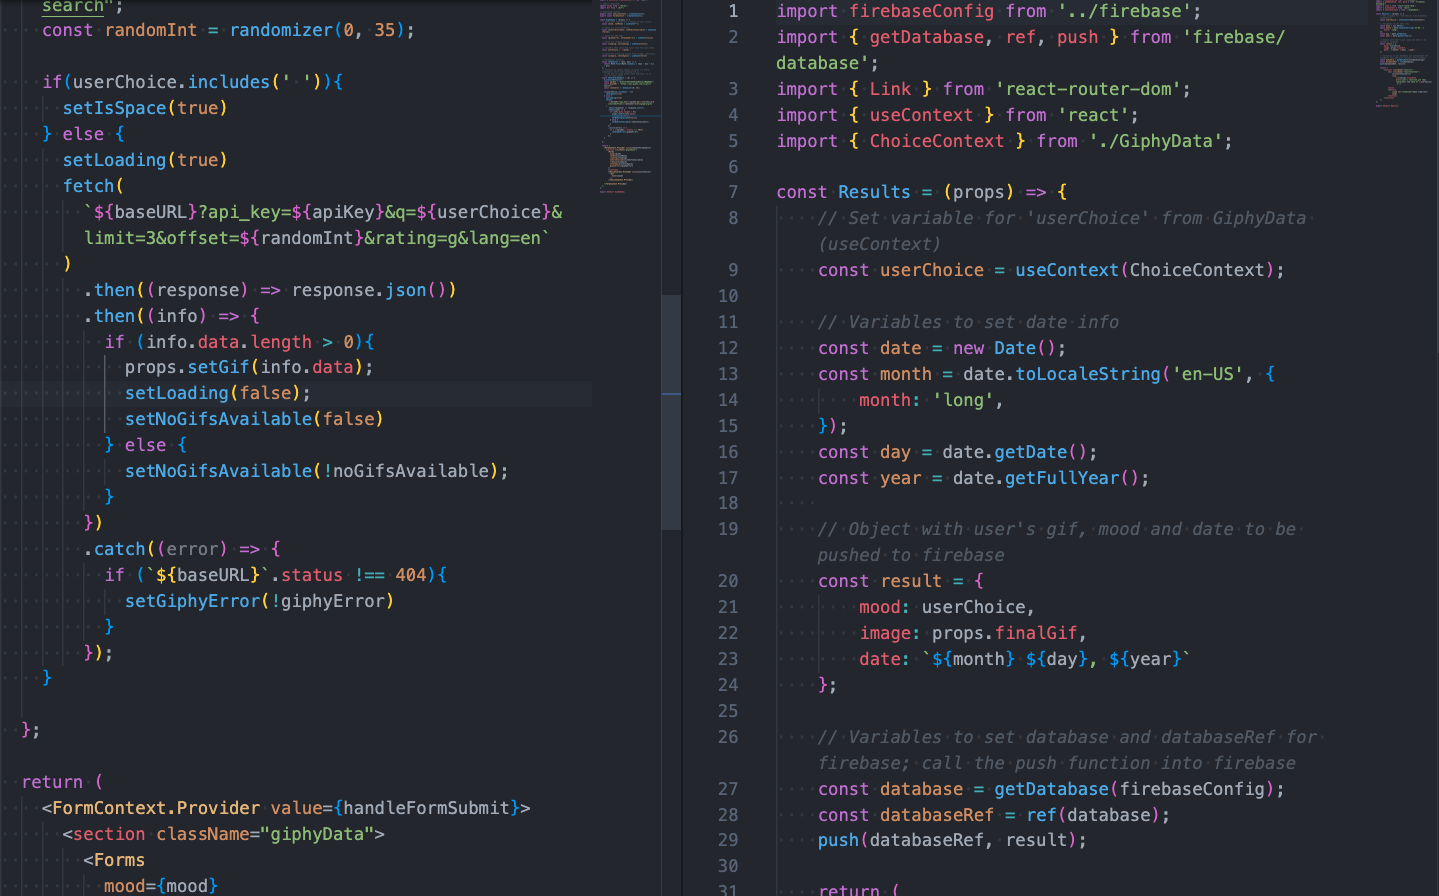 search";
const randomInt = randomizer(0, 35);
if(userChoice.includes(' ')){
setIsSpace(true)
} else {
setLoading(true)
fetch(
`${baseURL}?api_key=${apiKey}&q=${userChoice}&
limit=3&offset=${randomInt}&rating=g&lang=en`
)
.then((response) => response.json())
.then((info) => {
if (info.data.length > 0){
props.setGif(info.data);
setLoading(false);
setNoGifsAvailable(false)
} else {
setNoGifsAvailable(!noGifsAvailable);
}
})
.catch((error) => {
if (`${baseURL}`.status !== 404){
setGiphyError(!giphyError)
}
});
}
};
return (
<FormContext.Provider value={handleFormSubmit}>
<section className="giphyData">
<Forms
mood={mood}
1 import firebaseConfig from '../firebase';
2 import { getDatabase, ref, push } from 'firebase/
database';
3 import { Link } from 'react-router-dom';
4 import { useContext } from 'react';
5 import { ChoiceContext } from './GiphyData';
6
7 const Results = (props) => {
8 // Set variable for 'userChoice' from GiphyData
(useContext)
9 const userChoice = useContext(ChoiceContext);
10
11 // Variables to set date info
12 const date = new Date();
13 const month = date.toLocaleString('en-US', {
14 month: 'long',
15 });
16 const day = date.getDate();
17 const year = date.getFullYear();
18
19 // Object with user's gif, mood and date to be
pushed to firebase
20 const result = {
21 mood: userChoice,
22 image: props.finalGif,
23 date: `${month} ${day}, ${year}`
24 };
25
26 // Variables to set database and databaseRef for
firebase; call the push function into firebase
27 const database = getDatabase(firebaseConfig);
28 const databaseRef = ref(database);
29 push(databaseRef, result);
30
31 return (